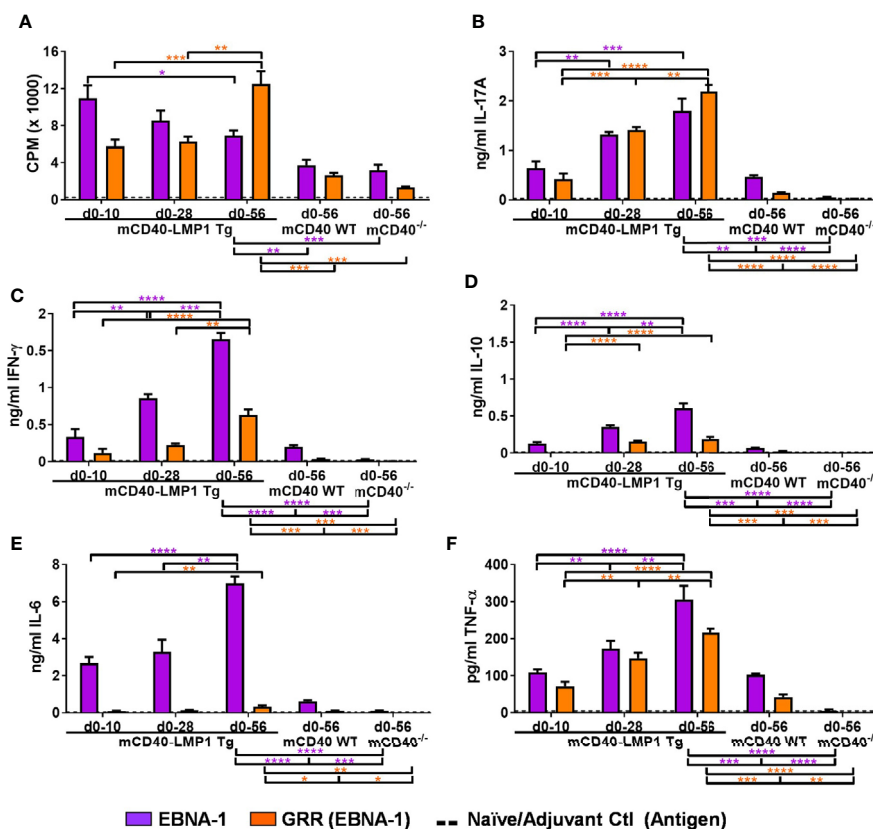 A
CPM (x 1000)
16
12
8
4
0
*** **
*
d0-10 d0-28 d0-56 d0-56 d0-56
mCD40-LMP1 Tg mCD40 WT mCD40-/-
***
**
***
***
B
ng/ml IL-17A
3
2
1
0
***
**
****
*** **
d0-10 d0-28 d0-56 d0-56 d0-56
mCD40-LMP1 Tg mCD40 WT mCD40-/-
***
** ****
****
**** ****
C
ng/ml IFN-γ
2
0.5
1
0.5
0
****
** ***
****
**
d0-10 d0-28 d0-56 d0-56 d0-56
mCD40-LMP1 Tg mCD40 WT mCD40-/-
****
**** ***
***
*** ***
D
ng/ml IL-10
2
1.5
1
0.5
0
****
**** **
****
****
d0-10 d0-28 d0-56 d0-56 d0-56
mCD40-LMP1 Tg mCD40 WT mCD40-/-
****
*** ****
***
*** ***
E
ng/ml IL-6
8
6
4
2
0
****
**
**
d0-10 d0-28 d0-56 d0-56 d0-56
mCD40-LMP1 Tg mCD40 WT mCD40-/-
****
**** ***
**
* *
F
pg/ml TNF-α
400
300
200
100
0
****
** **
****
** **
d0-10 d0-28 d0-56 d0-56 d0-56
mCD40-LMP1 Tg mCD40 WT mCD40-/-
****
*** ****
****
*** **
EBNA-1 GRR (EBNA-1) Naïve/Adjuvant Ctl (Antigen)